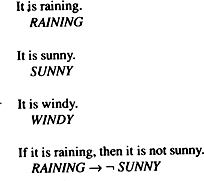 It is raining.
RAINING
It is sunny.
SUNNY
It is windy.
WINDY
If it is raining, then it is not sunny.
RAINING → ¬ SUNNY